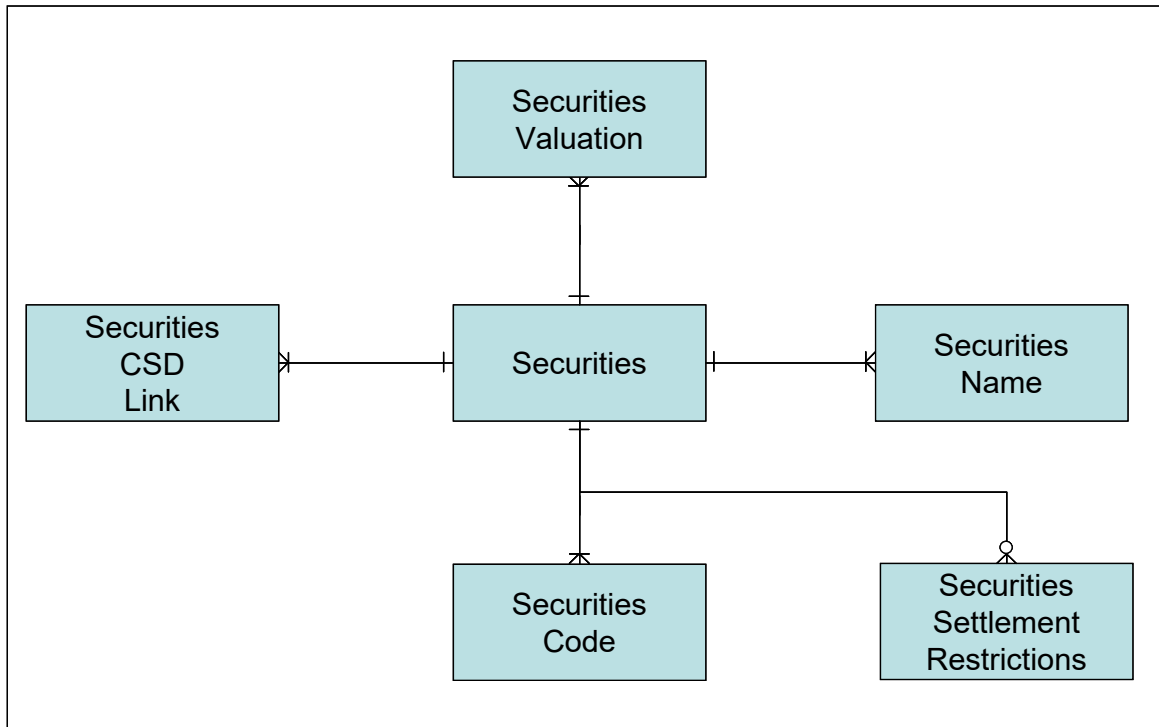 Securities
Valuation
Securities
CSD
Link
Securities
Securities
Name
Securities
Code
Securities
Settlement
Restrictions